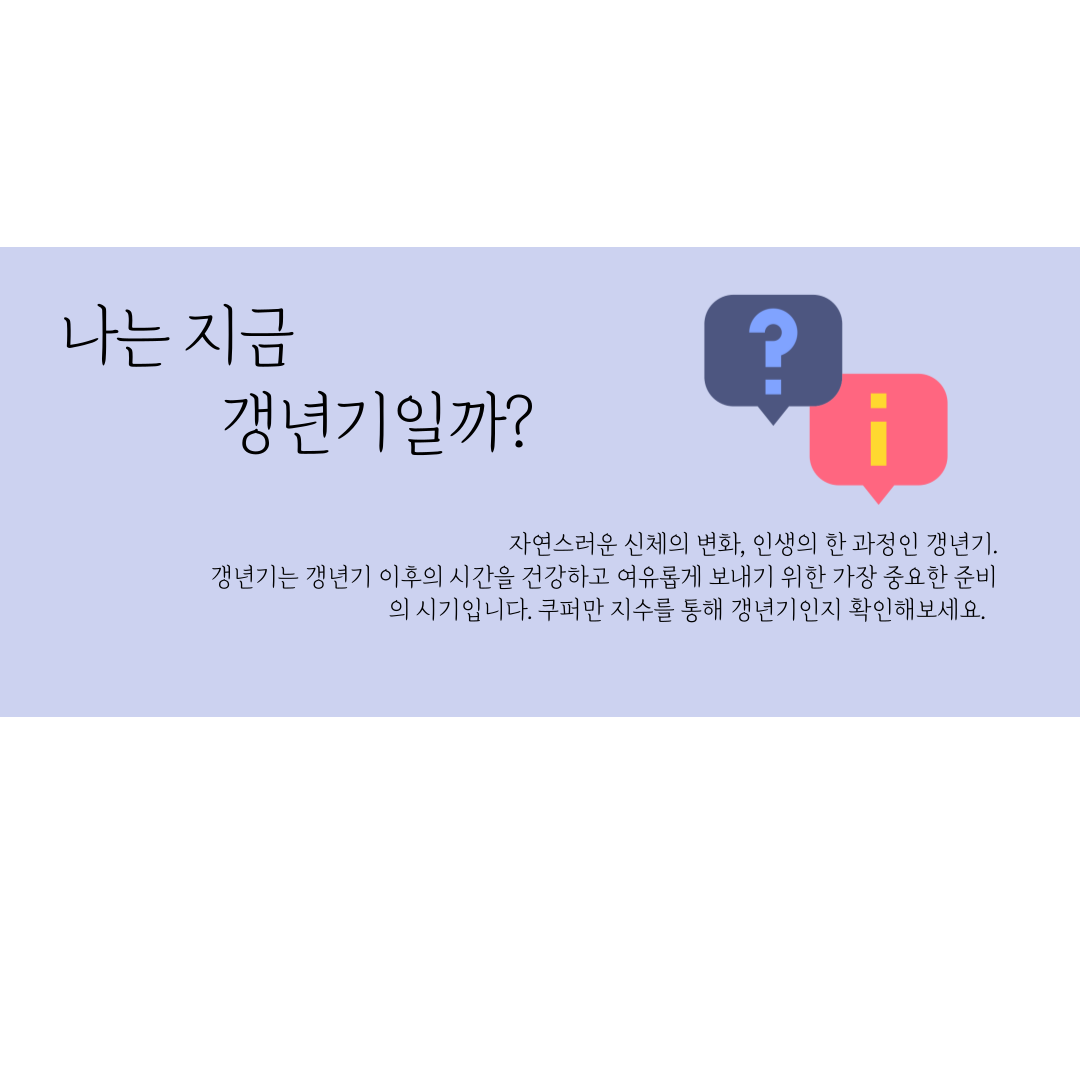 나는 지금
갱년기일까?
?
i
자연스러운 신체의 변화, 인생의 한 과정인 갱년기.
갱년기는 갱년기 이후의 시간을 건강하고 여유롭게 보내기 위한 가장 중요한 준비
의 시기입니다. 쿠퍼만 지수를 통해 갱년기인지 확인해보세요.